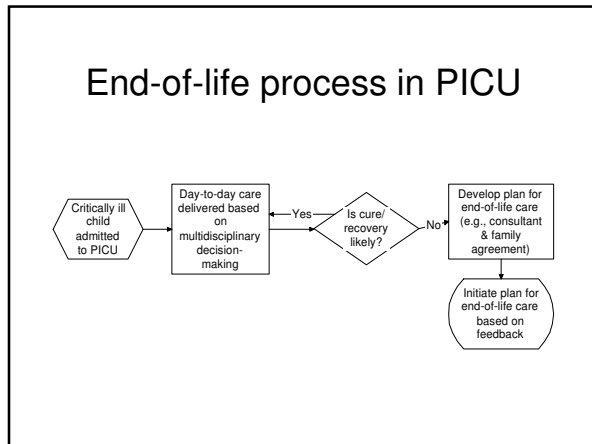 End-of-life process in PICU
Critically ill
child
admitted
to PICU
Day-to-day care
delivered based
on
multidisciplinary
decision-
making
Yes
Is cure/
recovery
likely?
No
Develop plan for
end-of-life care
(e.g., consultant
& family
agreement)
Initiate plan for
end-of-life care
based on
feedback